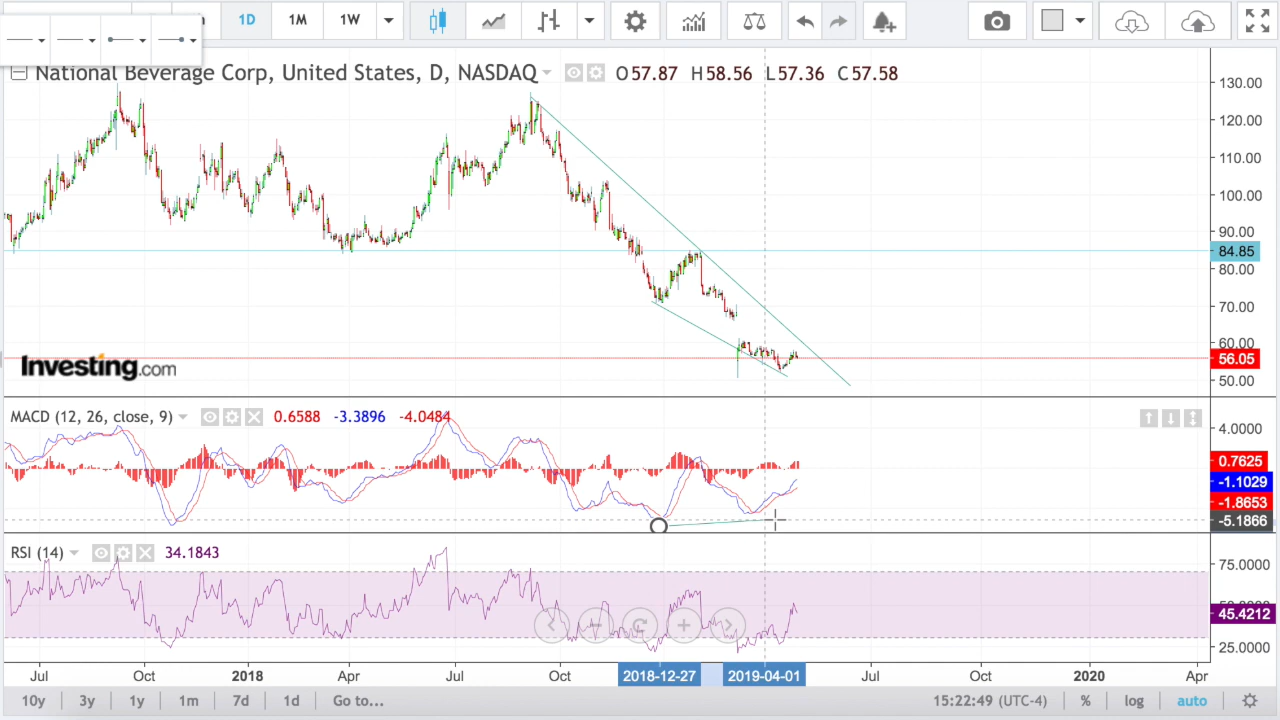 1D 1M 1W
National Beverage Corp, United States, D, NASDAQ O57.87 H58.56 L57.36 C57.58
130.00
120.00
110.00
100.00
90.00
84.85
80.00
70.00
60.00
56.05
50.00
Investing.com
MACD (12, 26, close, 9) 0.6588 -3.3896 -4.0484
4.0000
0.7625
-1.1029
-1.8653
-5.1866
RSI (14) 34.1843
75.0000
45.4212
25.0000
Jul Oct 2018 Apr Jul Oct 2018-12-27 2019-04-01 Jul Oct 2020 Apr
10y 3y 1y 1m 7d 1d Go to... 15:22:49 (UTC-4) % log auto